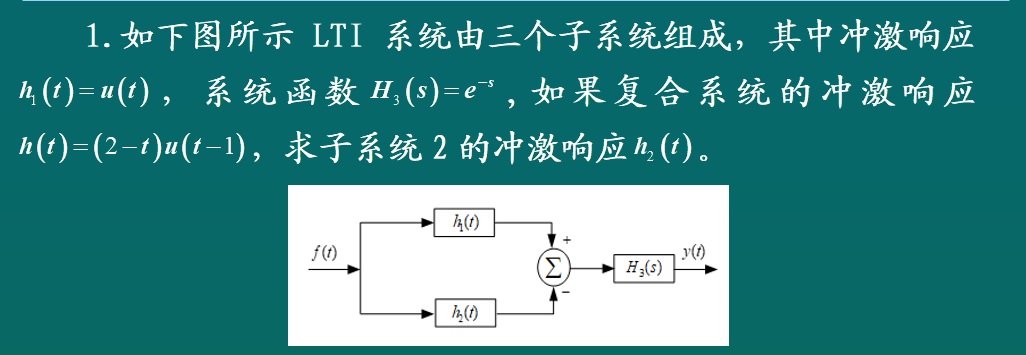 1.如下图所示 LTI 系统由三个子系统组成，其中冲激响应
h₁(t)=u(t)，系统函数 H₃(s)=e⁻ˢ，如果复合系统的冲激响应
h(t)=(2−t)u(t−1)，求子系统 2 的冲激响应 h₂(t)。
h₁(t)
+
f(t)
Σ
H₃(s)
y(t)
−
h₂(t)